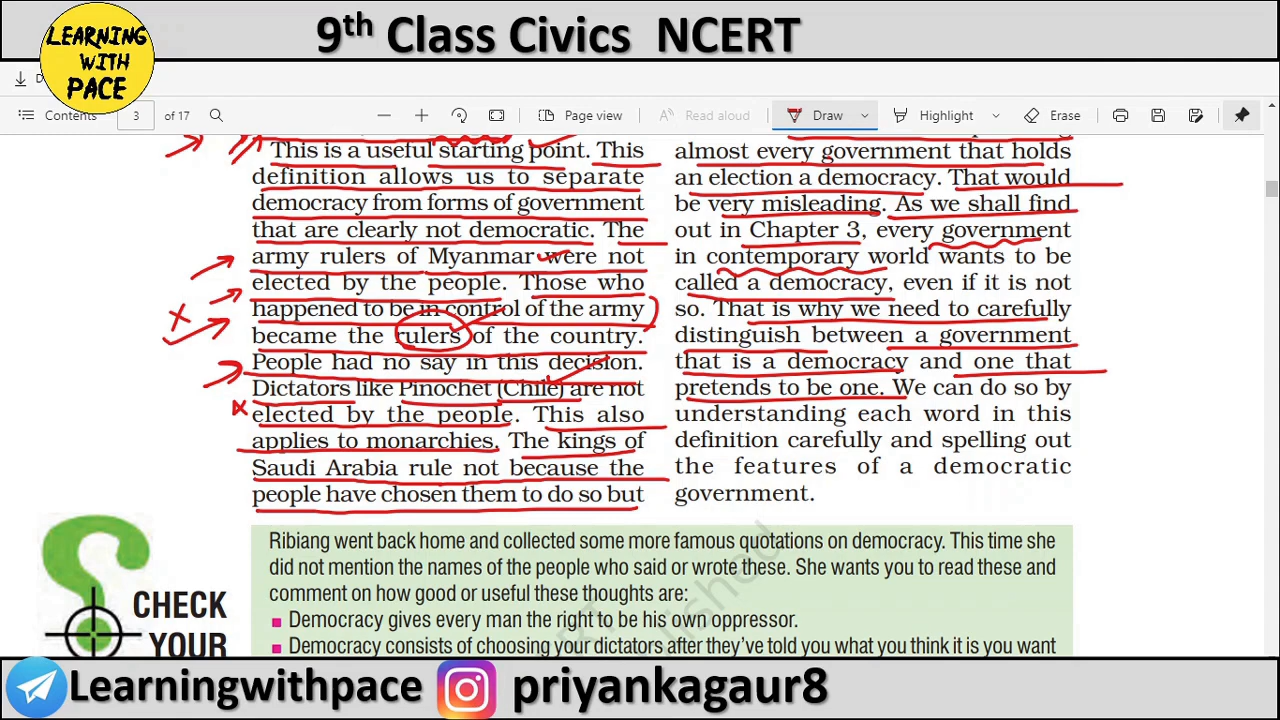 9th Class Civics NCERT
LEARNING
WITH
PACE
Contents
3
of 17
Page view
Read aloud
Draw
Highlight
Erase
This is a useful starting point. This
definition allows us to separate
democracy from forms of government
that are clearly not democratic. The
army rulers of Myanmar were not
elected by the people. Those who
happened to be in control of the army
became the rulers of the country.
People had no say in this decision.
Dictators like Pinochet (Chile) are not
elected by the people. This also
applies to monarchies. The kings of
Saudi Arabia rule not because the
people have chosen them to do so but
almost every government that holds
an election a democracy. That would
be very misleading. As we shall find
out in Chapter 3, every government
in contemporary world wants to be
called a democracy, even if it is not
so. That is why we need to carefully
distinguish between a government
that is a democracy and one that
pretends to be one. We can do so by
understanding each word in this
definition carefully and spelling out
the features of a democratic
government.
CHECK
YOUR
Ribiang went back home and collected some more famous quotations on democracy. This time she
did not mention the names of the people who said or wrote these. She wants you to read these and
comment on how good or useful these thoughts are:
Democracy gives every man the right to be his own oppressor.
Democracy consists of choosing your dictators after they've told you what you think it is you want
Learningwithpace
priyankagaur8